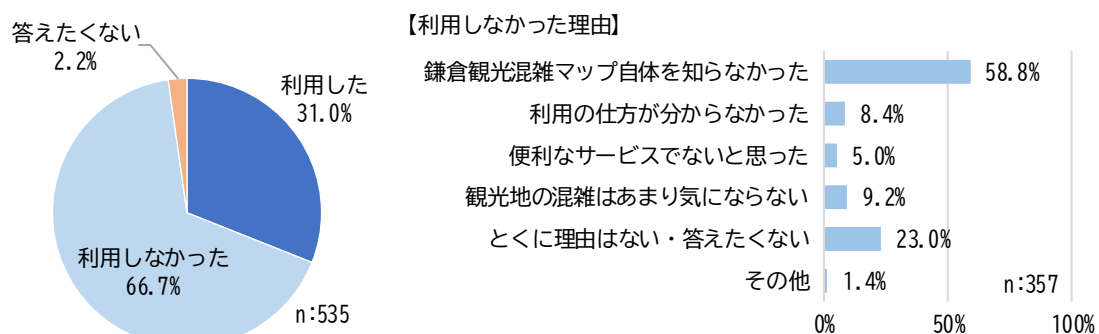 答えたくない
2.2%
利用した
31.0%
利用しなかった
66.7%
n:535
【利用しなかった理由】
鎌倉観光混雑マップ自体を知らなかった 58.8%
利用の仕方が分からなかった 8.4%
便利なサービスでないと思った 5.0%
観光地の混雑はあまり気にならない 9.2%
とくに理由はない・答えたくない 23.0%
その他 1.4%
n:357
0% 50% 100%